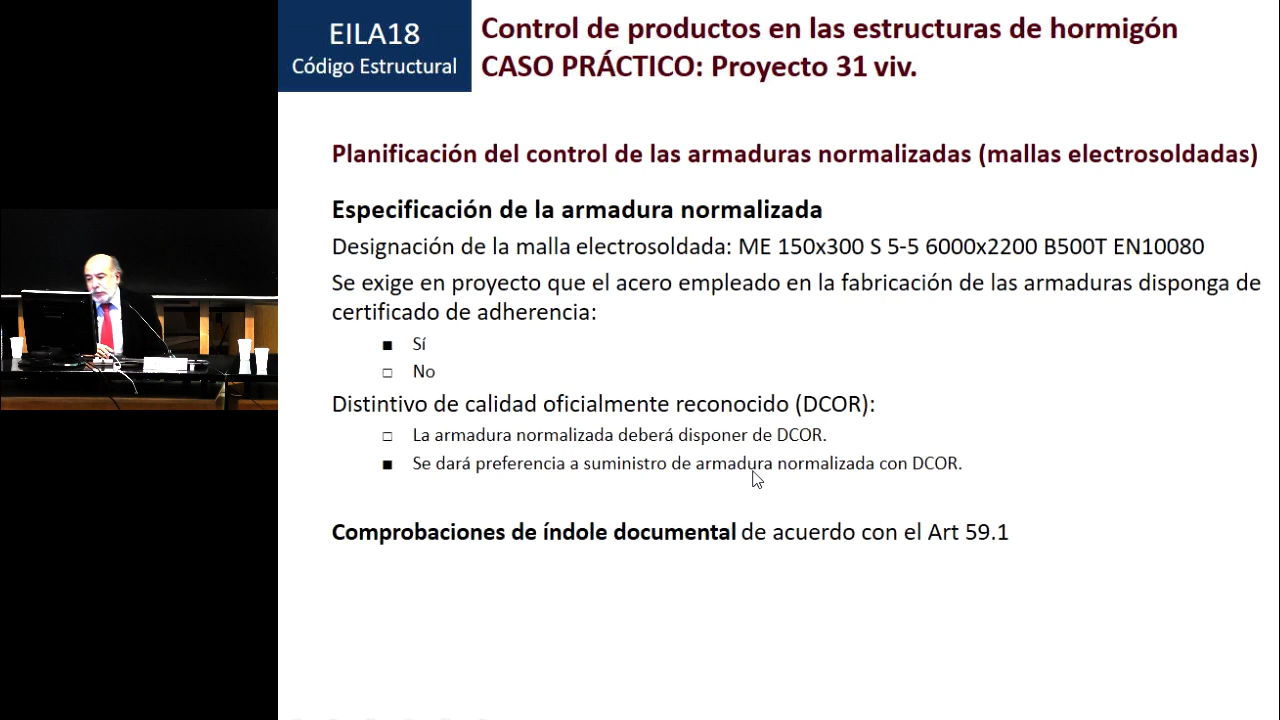 EILA18
Código Estructural
Control de productos en las estructuras de hormigón
CASO PRÁCTICO: Proyecto 31 viv.
Planificación del control de las armaduras normalizadas (mallas electrosoldadas)
Especificación de la armadura normalizada
Designación de la malla electrosoldada: ME 150x300 S 5-5 6000x2200 B500T EN10080
Se exige en proyecto que el acero empleado en la fabricación de las armaduras disponga de
certificado de adherencia:
■ Sí
□ No
Distintivo de calidad oficialmente reconocido (DCOR):
□ La armadura normalizada deberá disponer de DCOR.
■ Se dará preferencia a suministro de armadura normalizada con DCOR.
Comprobaciones de índole documental de acuerdo con el Art 59.1